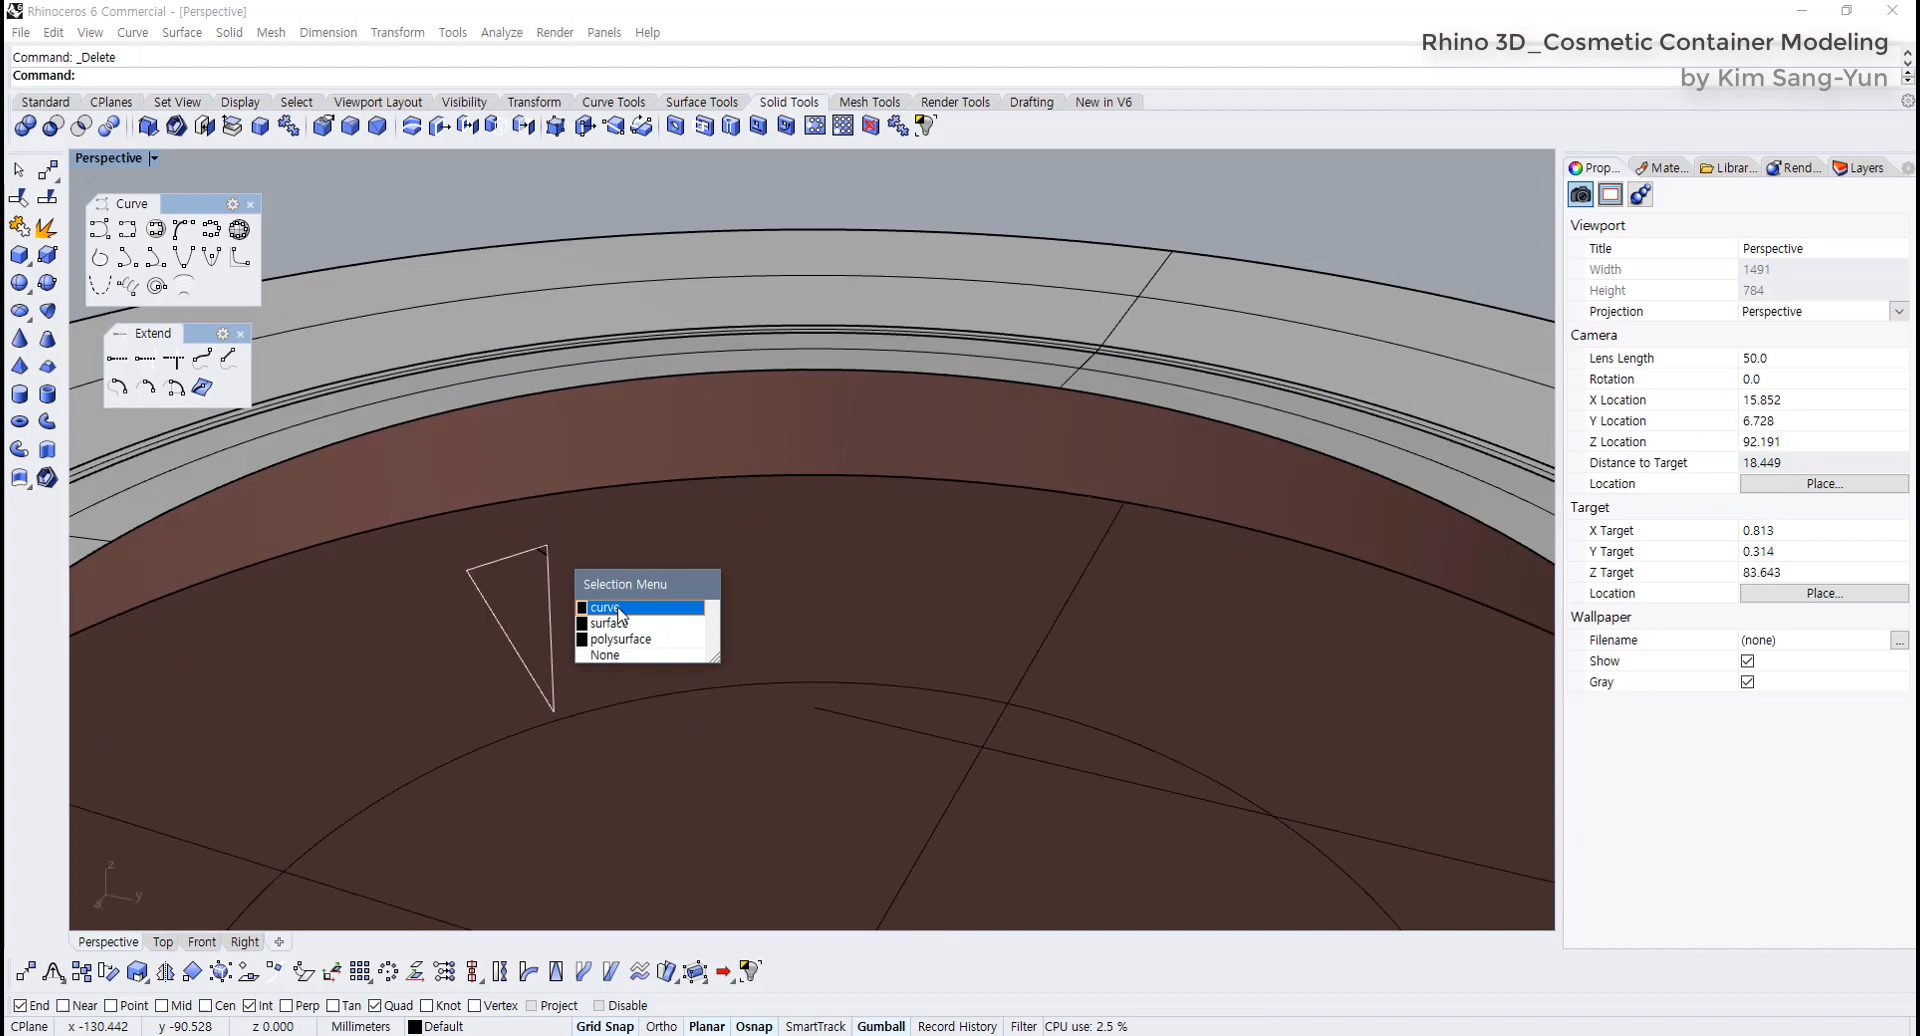 Rhinoceros 6 Commercial - [Perspective]
File Edit View Curve Surface Solid Mesh Dimension Transform Tools Analyze Render Panels Help
Rhino 3D_Cosmetic Container Modeling
by Kim Sang-Yun
Command: _Delete
Command:
Standard CPlanes Set View Display Select Viewport Layout Visibility Transform Curve Tools Surface Tools Solid Tools Mesh Tools Render Tools Drafting New in V6
Perspective
Curve
Extend
Selection Menu
curve
surface
polysurface
None
z
y
x
Prop... Mate... Librar... Rend... Layers
Viewport
Title Perspective
Width 1491
Height 784
Projection Perspective
Camera
Lens Length 50.0
Rotation 0.0
X Location 15.852
Y Location 6.728
Z Location 92.191
Distance to Target 18.449
Location Place...
Target
X Target 0.813
Y Target 0.314
Z Target 83.643
Location Place...
Wallpaper
Filename (none) ...
Show
Gray
Perspective Top Front Right
End Near Point Mid Cen Int Perp Tan Quad Knot Vertex Project Disable
CPlane x -130.442 y -90.528 z 0.000 Millimeters Default Grid Snap Ortho Planar Osnap SmartTrack Gumball Record History Filter CPU use: 2.5 %